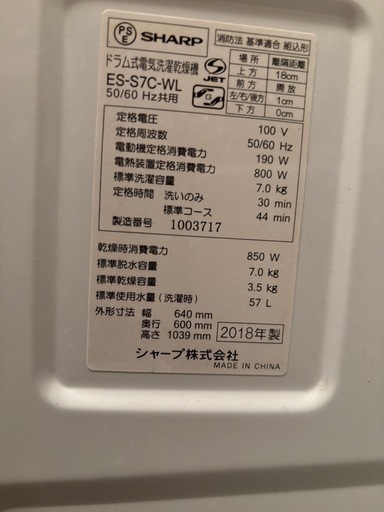 PS E SHARP
ドラム式電気洗濯乾燥機
ES-S7C-WL
50/60 Hz共用
JET
消防法 基準適合 組込形
場所 離隔距離
上方 18cm
前方 開放
左/右/後方 1cm
下方 0cm
定格電圧 100 V
定格周波数 50/60 Hz
電動機定格消費電力 190 W
電熱装置定格消費電力 800 W
標準洗濯容量 7.0 kg
定格時間 洗いのみ 30 min
標準コース 44 min
製造番号 1003717
乾燥時消費電力 850 W
標準脱水容量 7.0 kg
標準乾燥容量 3.5 kg
標準使用水量(洗濯時) 57 L
外形寸法 幅 640 mm
奥行 600 mm
高さ 1039 mm
2018年製
シャープ株式会社
MADE IN CHINA